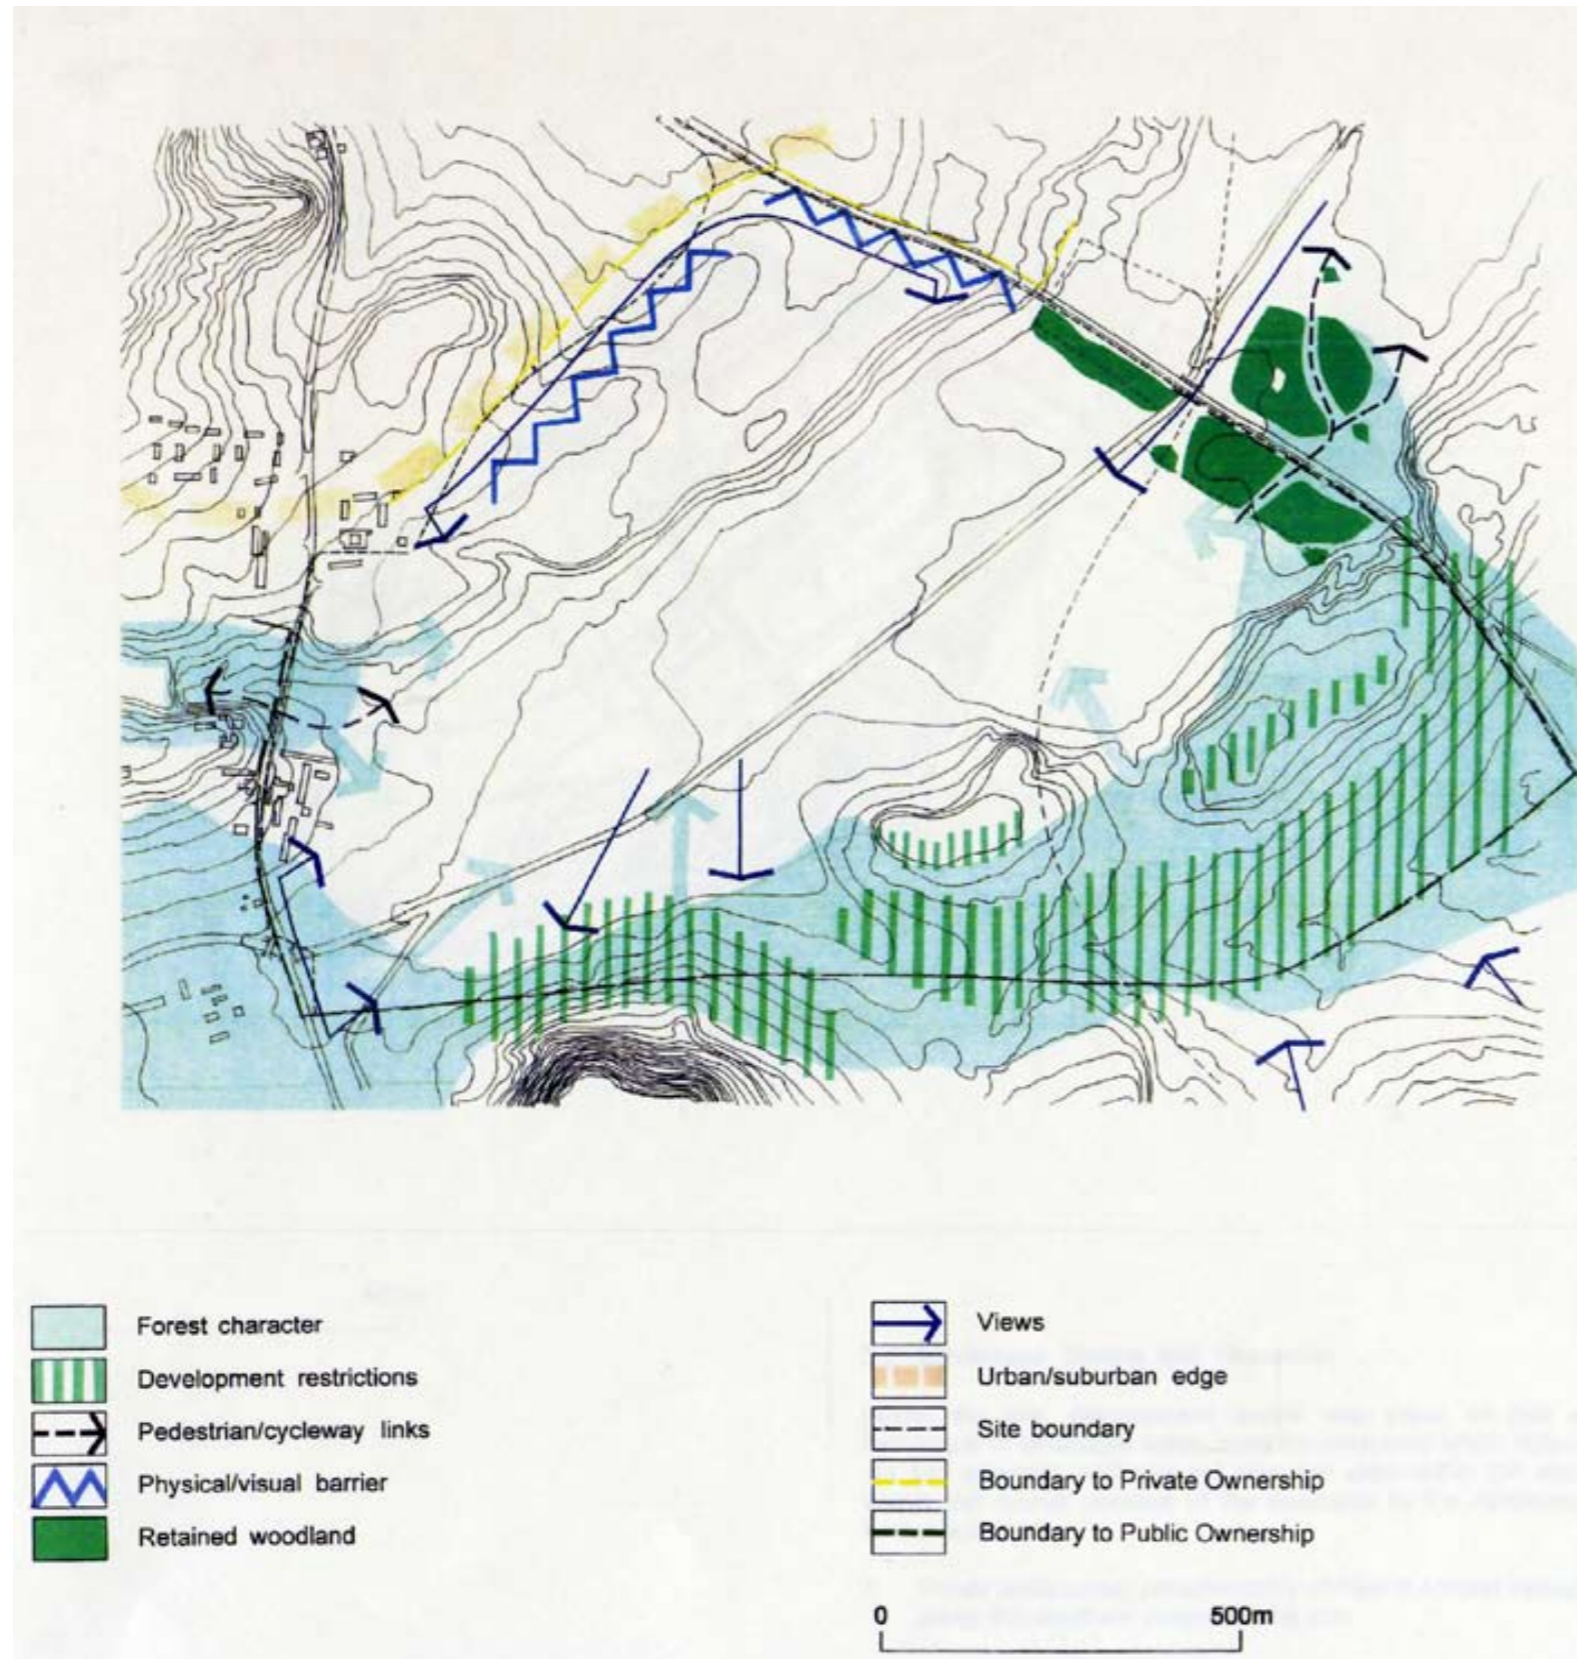 Forest character
Development restrictions
Pedestrian/cycleway links
Physical/visual barrier
Retained woodland
Views
Urban/suburban edge
Site boundary
Boundary to Private Ownership
Boundary to Public Ownership
0 500m